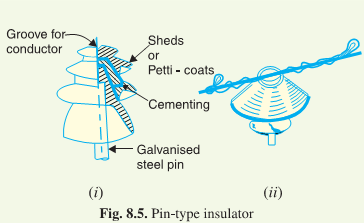 Groove for
conductor
Sheds
or
Petti - coats
Cementing
Galvanised
steel pin
(i)
(ii)
Fig. 8.5. Pin-type insulator